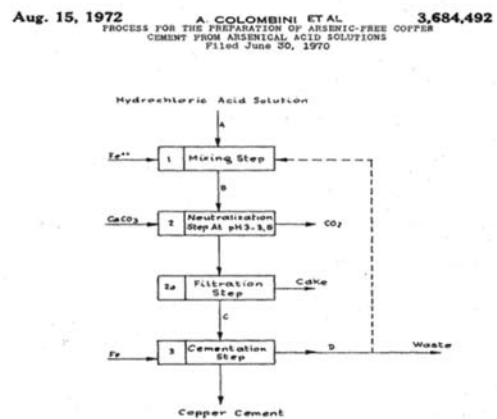 Aug. 15, 1972 A. COLOMBINI ET AL 3,684,492
PROCESS FOR THE PREPARATION OF ARSENIC-FREE COPPER
CEMENT FROM ARSENICAL ACID SOLUTIONS
Filed June 30, 1970
Hydrochloric Acid Solution
A
Fe+++ 1 Mixing Step
B
CaCO3 2 Neutralization
Step At pH 3-3,5 CO2
2a Filtration
Step Cake
C
Fe 3 Cementation
Step D Waste
Copper Cement